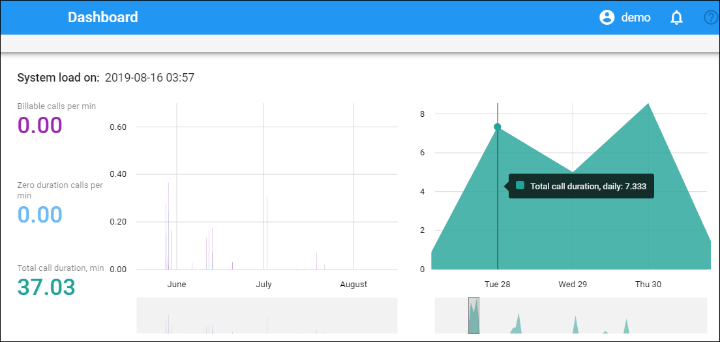 Dashboard
demo
System load on: 2019-08-16 03:57
Billable calls per min
0.00
Zero duration calls per
min
0.00
Total call duration, min
37.03
0.60
0.40
0.20
0.00
June
July
August
8
6
4
2
0
Total call duration, daily: 7.333
Tue 28
Wed 29
Thu 30